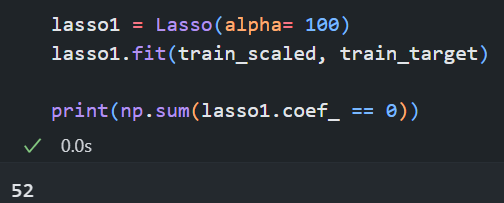 lasso1 = Lasso(alpha= 100)
lasso1.fit(train_scaled, train_target)
print(np.sum(lasso1.coef_ == 0))
0.0s
52